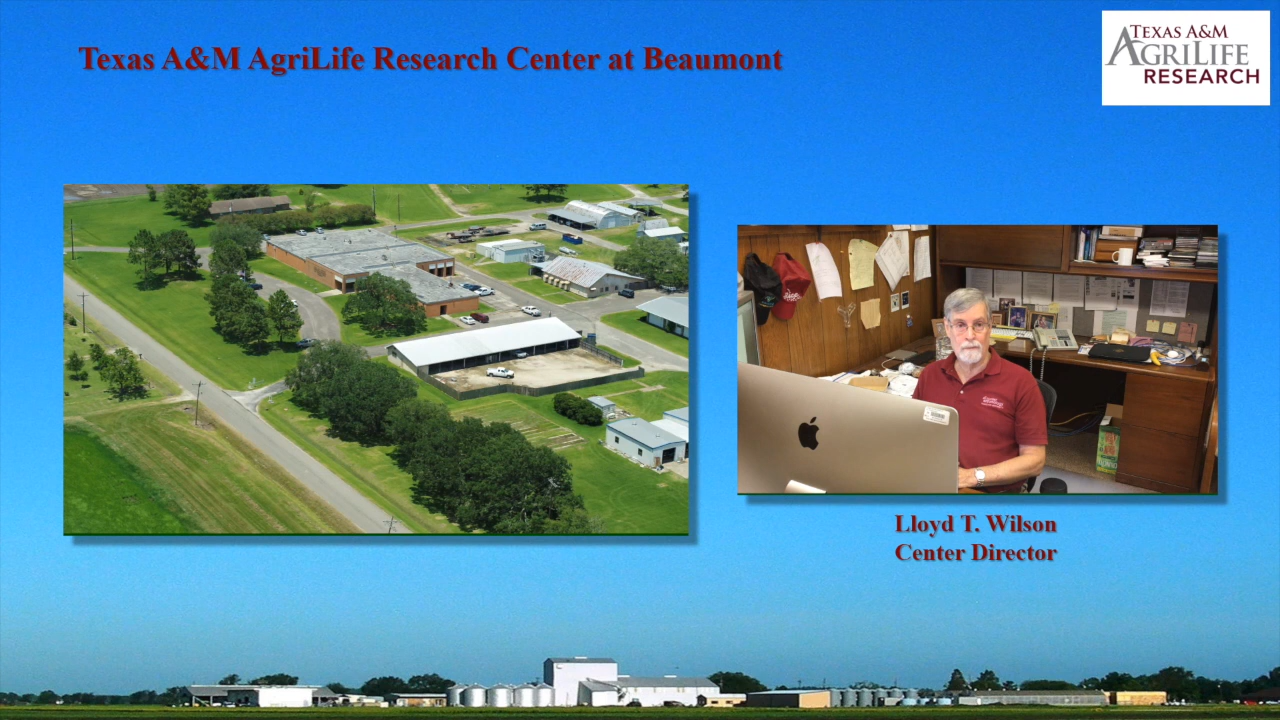 Texas A&M AgriLife Research Center at Beaumont
TEXAS A&M
AGRILIFE
RESEARCH
Lloyd T. Wilson
Center Director